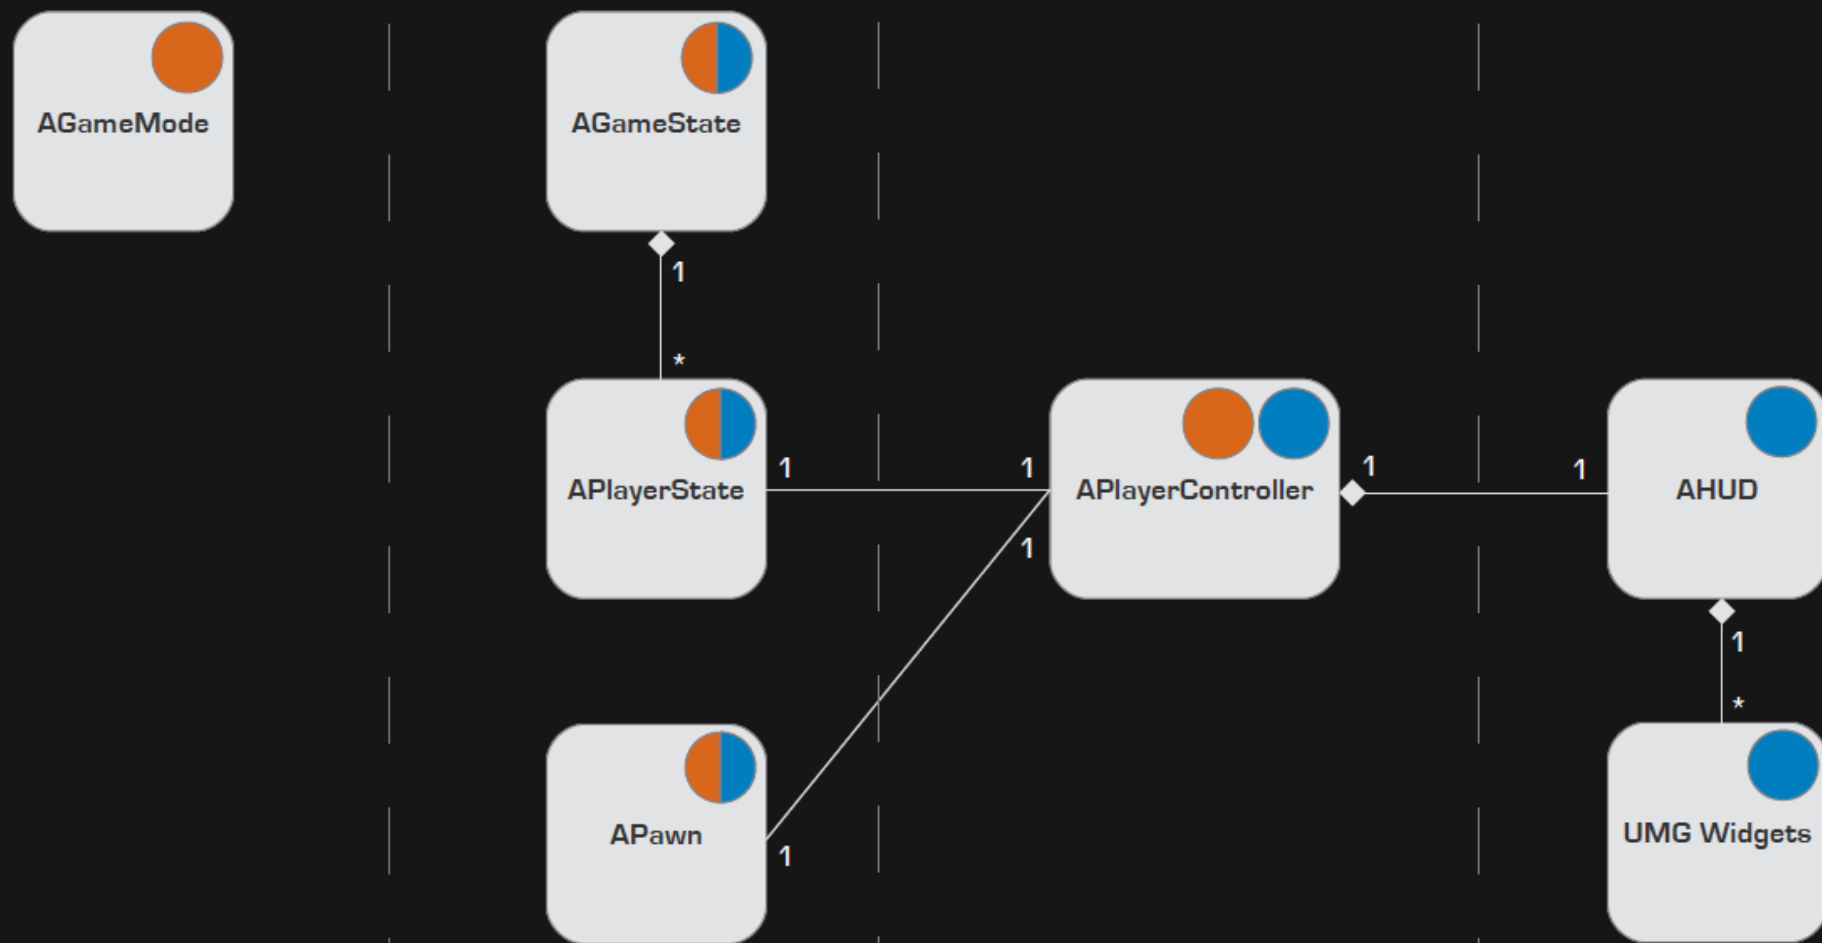 AGameMode
AGameState
1
*
APlayerState
1
1
APlayerController
1
1
AHUD
1
1
*
APawn
1
UMG Widgets